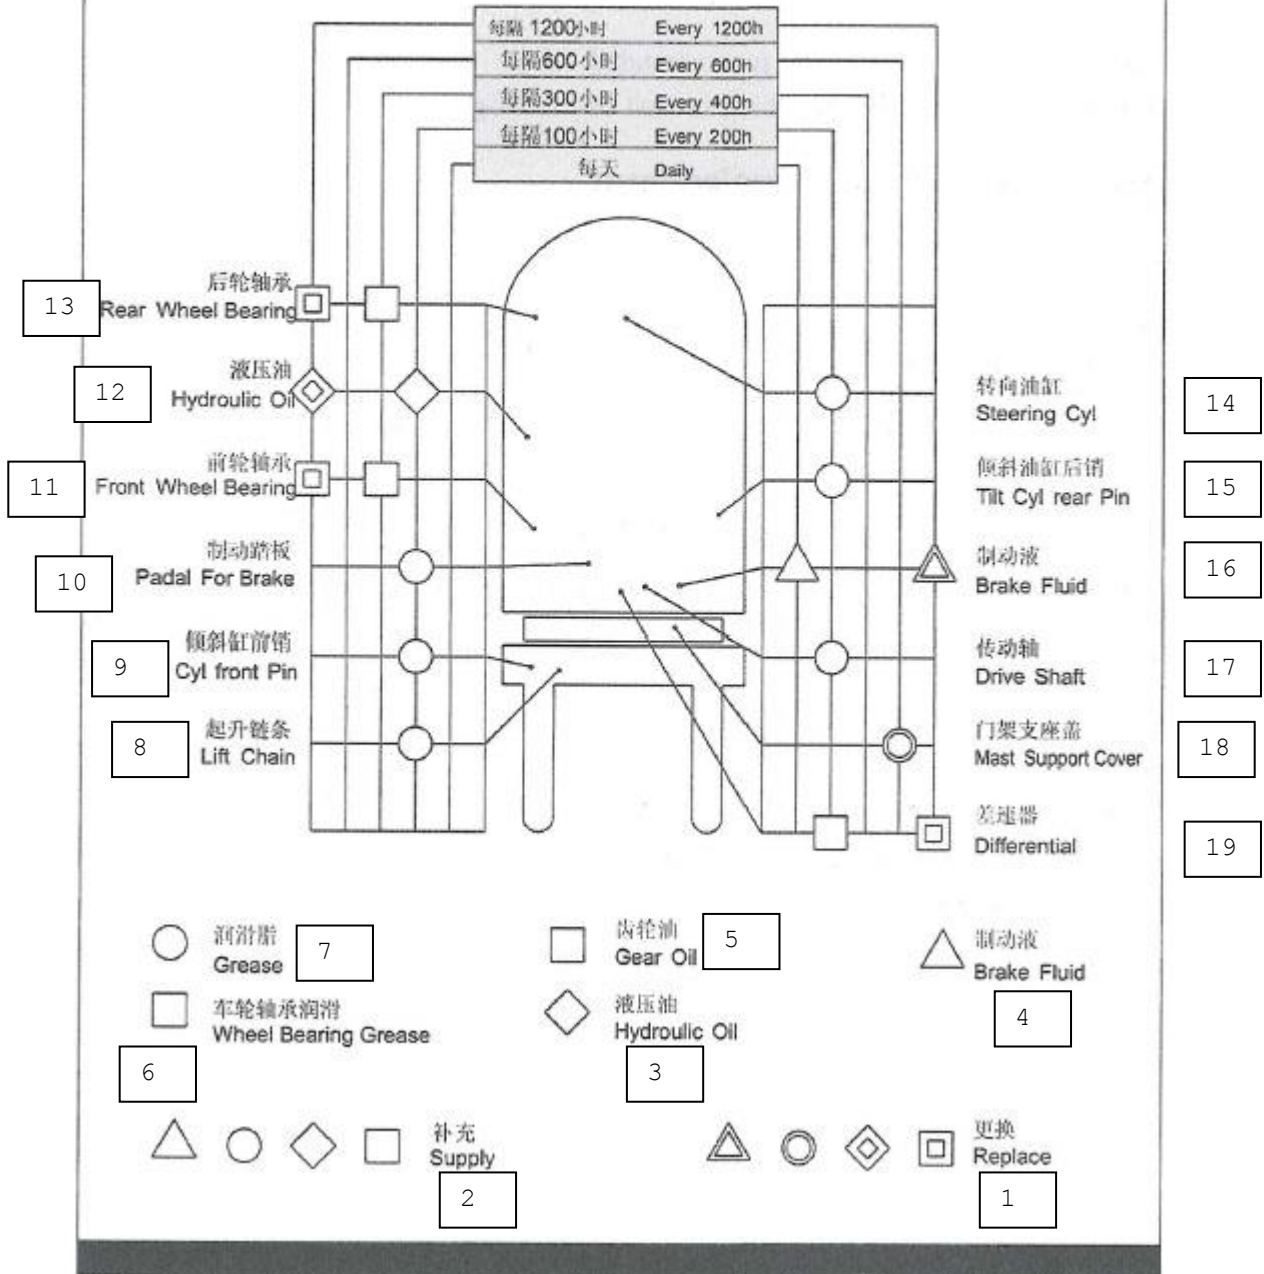 每隔 1200小时 Every 1200h
每隔600小时 Every 600h
每隔300小时 Every 400h
每隔100小时 Every 200h
每天 Daily
后轮轴承
13 Rear Wheel Bearing
液压油
12 Hydroulic Oil
转向油缸
Steering Cyl 14
前轮轴承
11 Front Wheel Bearing
倾斜油缸后销
Tilt Cyl rear Pin 15
制动踏板
10 Padal For Brake
制动液
Brake Fluid 16
倾斜缸前销
9 Cyl front Pin
传动轴
Drive Shaft 17
起升链条
8 Lift Chain
门架支座盖
Mast Support Cover 18
差速器
Differential 19
润滑脂
Grease 7
齿轮油
Gear Oil 5
制动液
Brake Fluid
4
车轮轴承润滑
Wheel Bearing Grease
6
液压油
Hydroulic Oil
3
补充
Supply
2
更换
Replace
1